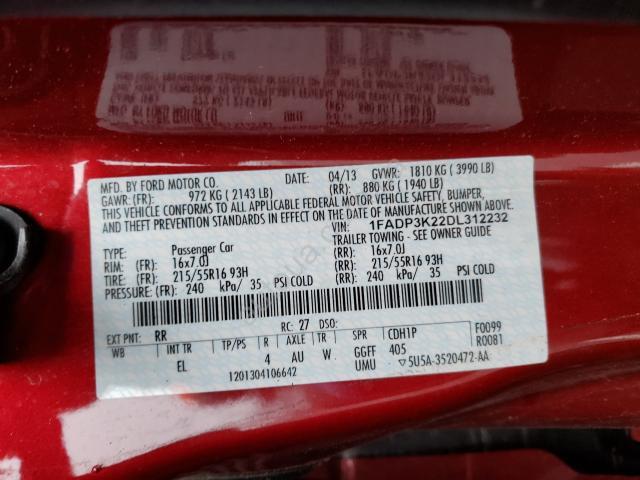 MFD. BY FORD MOTOR CO. DATE: 04/13 GVWR: 1810 KG ( 3990 LB)
GAWR: (FR): 972 KG ( 2143 LB) (RR): 880 KG ( 1940 LB)
THIS VEHICLE CONFORMS TO ALL APPLICABLE FEDERAL MOTOR VEHICLE SAFETY, BUMPER,
AND THEFT PREVENTION STANDARDS IN EFFECT ON THE DATE OF MANUFACTURE SHOWN ABOVE.
VIN: 1FADP3K22DL312232
TYPE: Passenger Car TRAILER TOWING - SEE OWNER GUIDE
RIM: (FR): 16x7.0J (RR): 16x7.0J
TIRE: (FR): 215/55R16 93H (RR): 215/55R16 93H
PRESSURE: (FR): 240 kPa/ 35 PSI COLD (RR): 240 kPa/ 35 PSI COLD
EXT PNT: RR RC: 27 DSO: F0099
WB INT TR TP/PS R AXLE TR SPR CDH1P R0081
EL 4 AU W GGFF 405
1201304106642 UMU ▽5U5A-3520472-AA